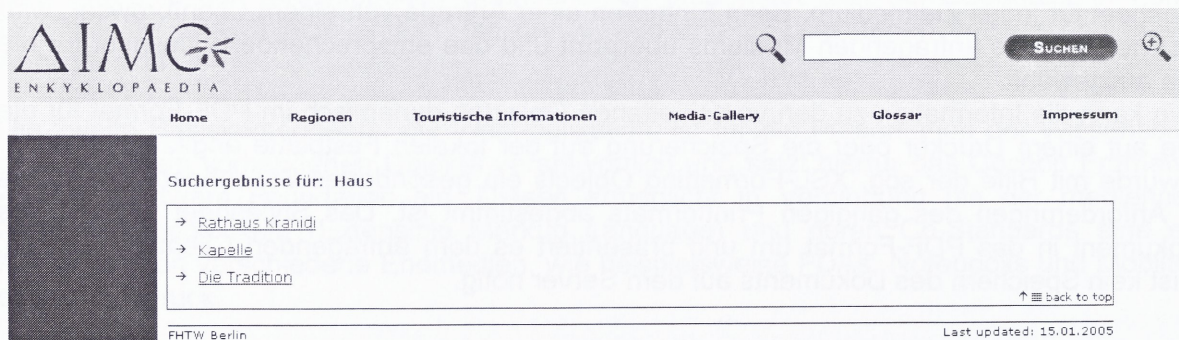 AIMC
ENKYKLOPAEDIA
SUCHEN
Home Regionen Touristische Informationen Media-Gallery Glossar Impressum
Suchergebnisse für: Haus
→ Rathaus Kranidi
→ Kapelle
→ Die Tradition
↑ back to top
FHTW Berlin Last updated: 15.01.2005